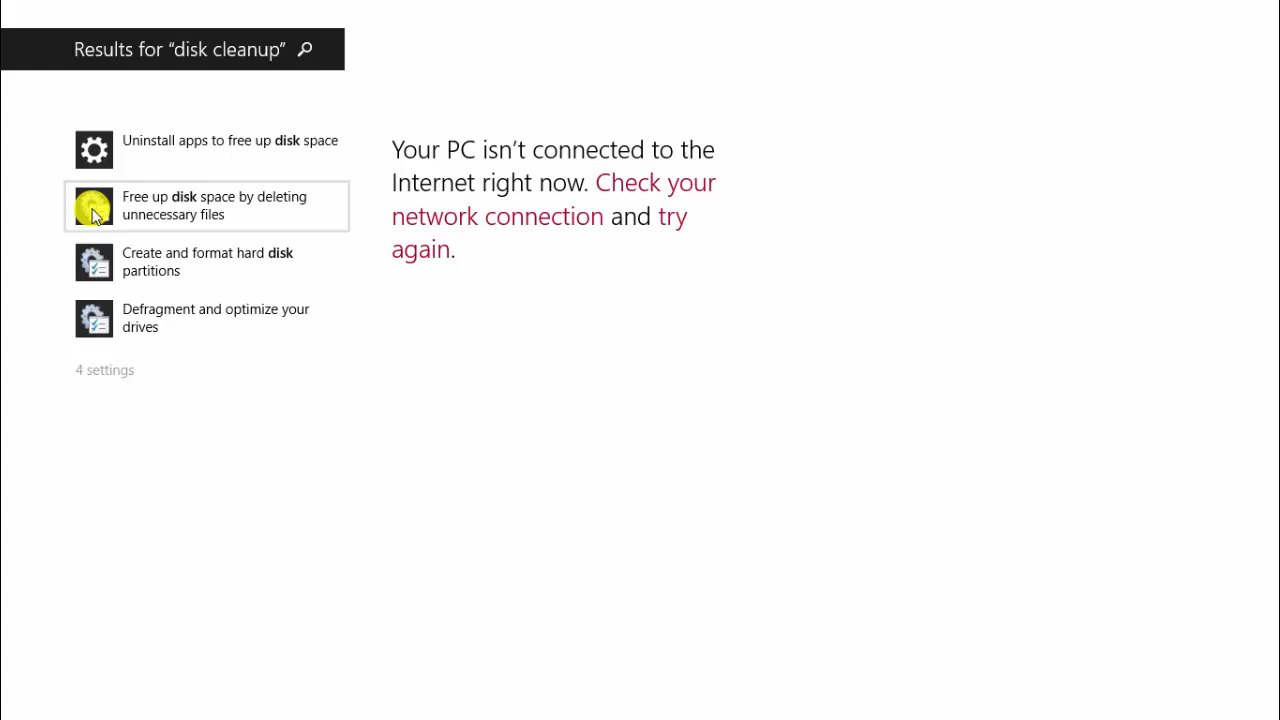 Results for “disk cleanup”
Uninstall apps to free up disk space
Free up disk space by deleting
unnecessary files
Create and format hard disk
partitions
Defragment and optimize your
drives
4 settings
Your PC isn’t connected to the
Internet right now. Check your
network connection and try
again.